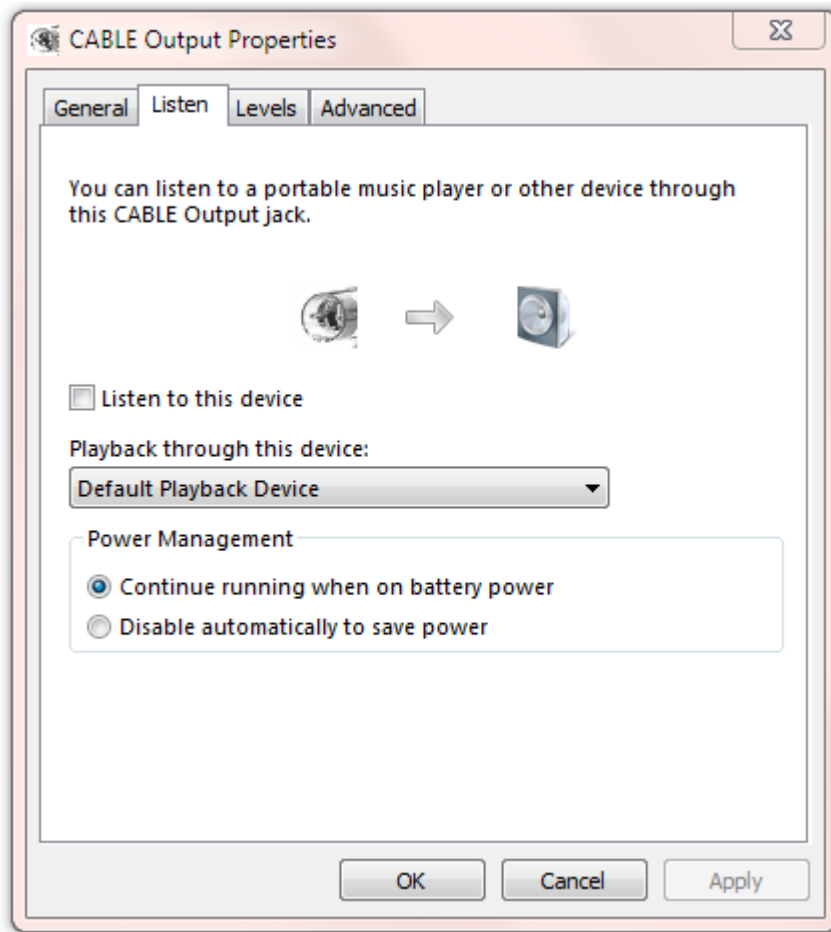 CABLE Output Properties
General Listen Levels Advanced
You can listen to a portable music player or other device through
this CABLE Output jack.
Listen to this device
Playback through this device:
Default Playback Device
Power Management
Continue running when on battery power
Disable automatically to save power
OK Cancel Apply